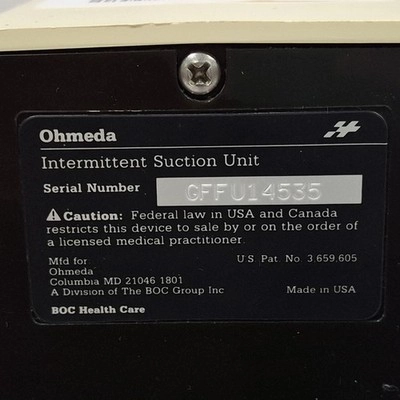 Ohmeda
Intermittent Suction Unit
Serial Number GFFU14535
⚠Caution: Federal law in USA and Canada
restricts this device to sale by or on the order of
a licensed medical practitioner.
Mfd for U.S. Pat. No. 3.659.605
Ohmeda
Columbia MD 21046 1801
A Division of The BOC Group Inc Made in USA
BOC Health Care